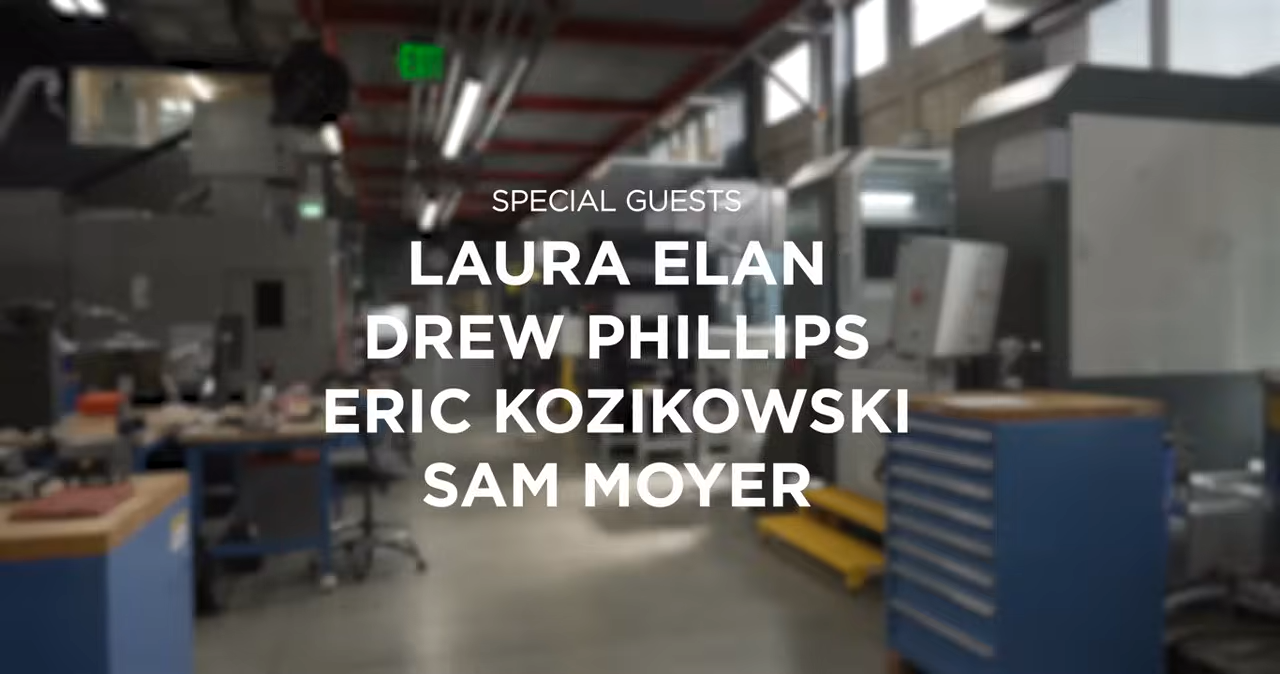 EXIT
SPECIAL GUESTS
LAURA ELAN
DREW PHILLIPS
ERIC KOZIKOWSKI
SAM MOYER